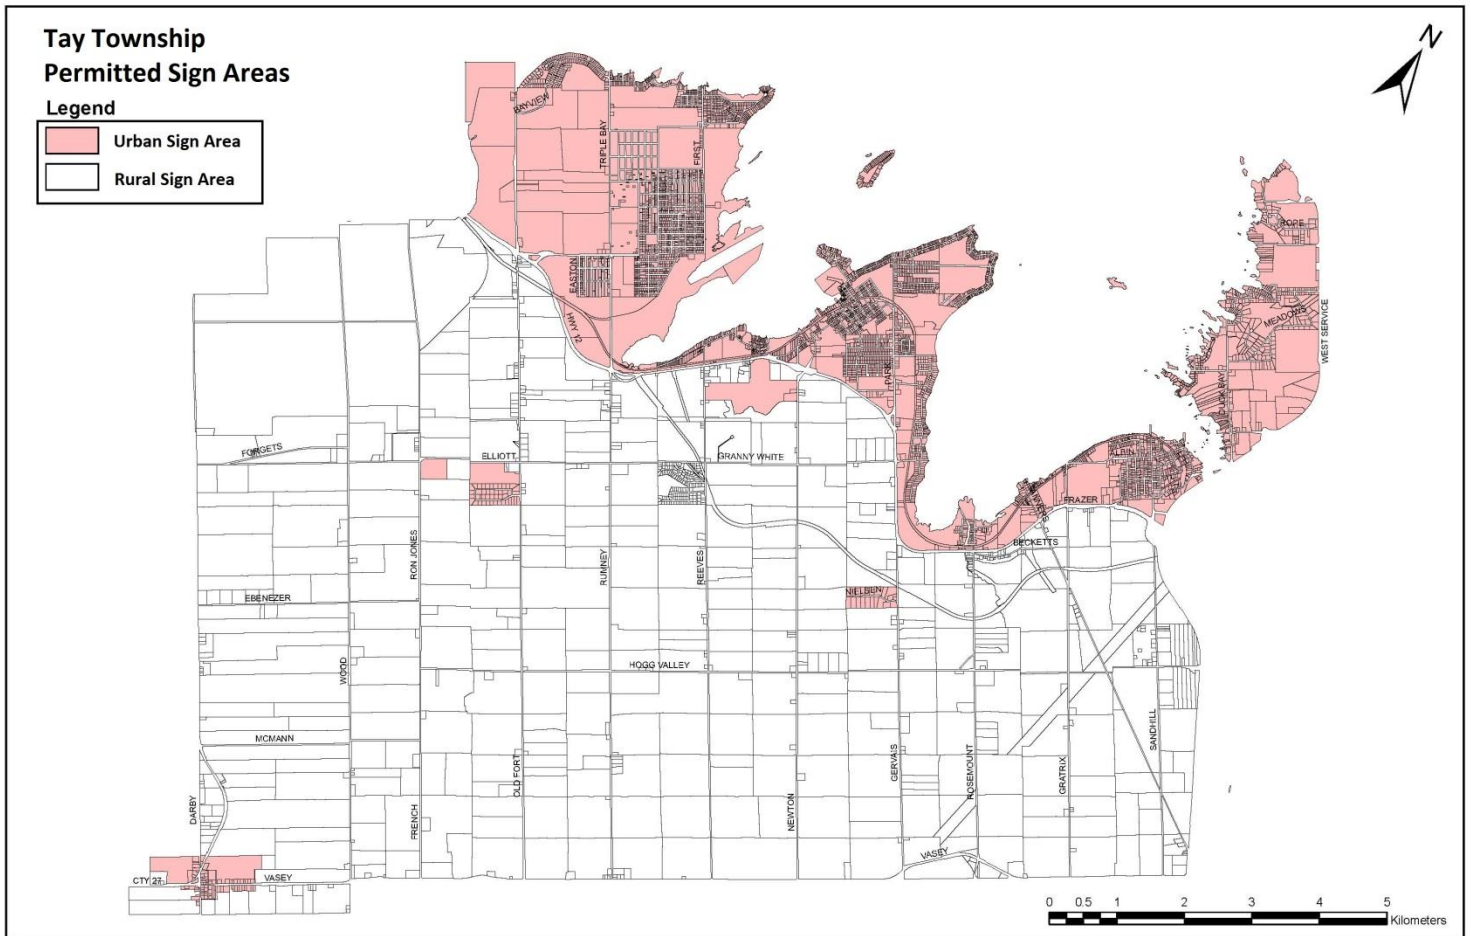 Tay Township
Permitted Sign Areas
Legend
Urban Sign Area
Rural Sign Area
N
BAYVIEW
TRIPLE BAY
FIRST
EASTON
HWY 12
PARK
ROPE
MEADOWS
WEST SERVICE
DUCK BAY
FORGETS
ELLIOTT
GRANNY WHITE
ALBIN
FRAZER
BECKETTS
RON JONES
RUMNEY
REEVES
NIELSEN
EBENEZER
WOOD
HOGG VALLEY
MCMANN
DARBY
FRENCH
OLD FORT
NEWTON
GERVAIS
ROSEMOUNT
GRATRIX
SANDHILL
VASEY
CTY 27
VASEY
0 0.5 1 2 3 4 5
Kilometers